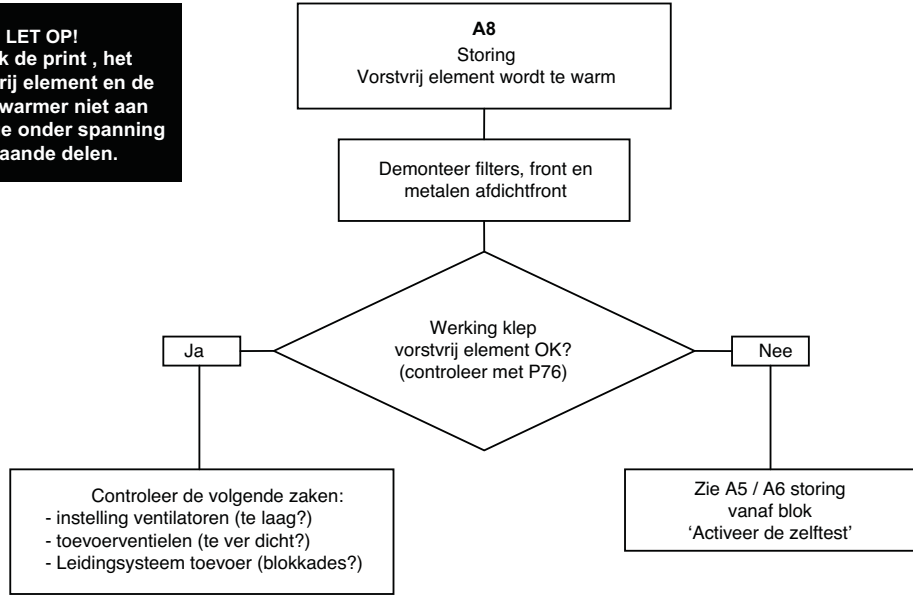 LET OP!
de print , het
element en de
niet aan
onder spanning
delen.
A8
Storing
Vorstvrij element wordt te warm
Demonteer filters, front en
metalen afdichtfront
Werking klep
vorstvrij element OK?
(controleer met P76)
Ja
Nee
Controleer de volgende zaken:
- instelling ventilatoren (te laag?)
- toevoerventielen (te ver dicht?)
- Leidingsysteem toevoer (blokkades?)
Zie A5 / A6 storing
vanaf blok
‘Activeer de zelftest’